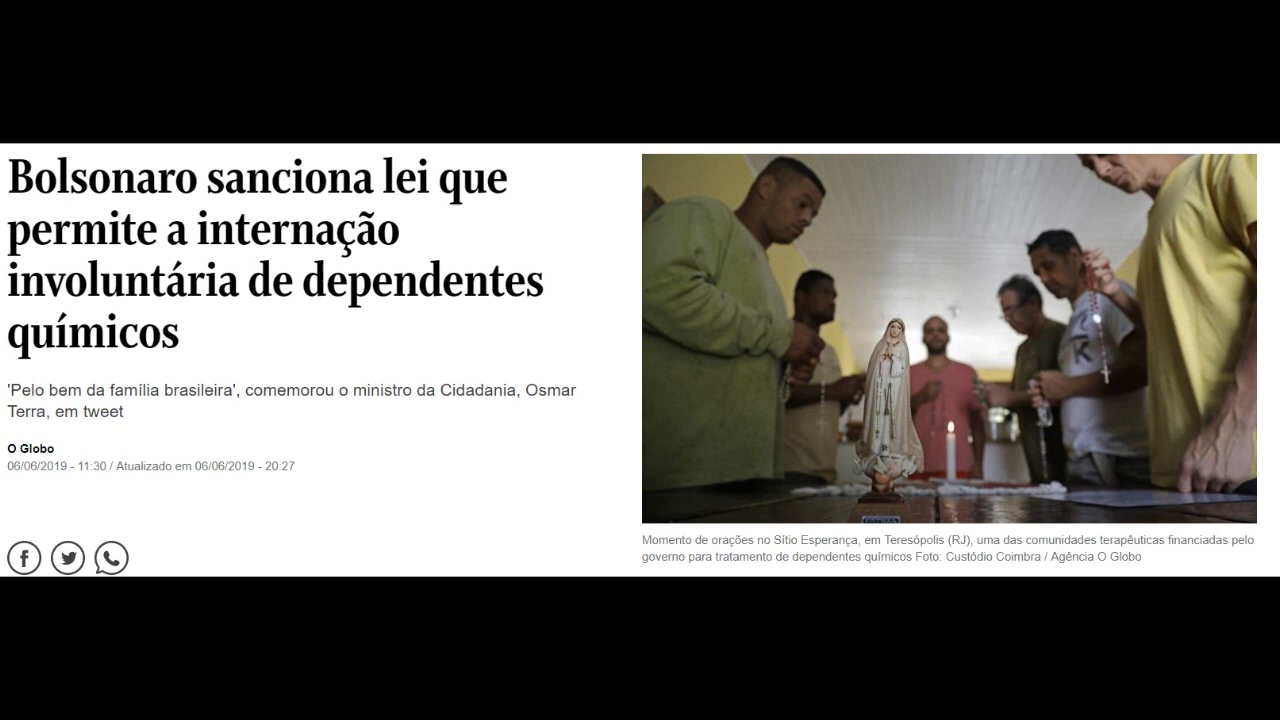 Bolsonaro sanciona lei que
permite a internação
involuntária de dependentes
químicos
'Pelo bem da família brasileira', comemorou o ministro da Cidadania, Osmar
Terra, em tweet
O Globo
06/06/2019 - 11:30 / Atualizado em 06/06/2019 - 20:27
Momento de orações no Sítio Esperança, em Teresópolis (RJ), uma das comunidades terapêuticas financiadas pelo
governo para tratamento de dependentes químicos Foto: Custódio Coimbra / Agência O Globo